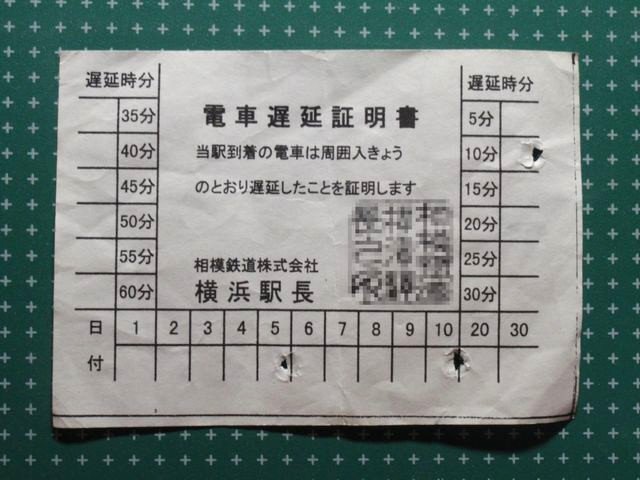 遅延時分
35分
40分
45分
50分
55分
60分
電車遅延証明書
当駅到着の電車は周囲入きょう
のとおり遅延したことを証明します
相模鉄道株式会社
横浜駅長
遅延時分
5分
10分
15分
20分
25分
30分
日付 1 2 3 4 5 6 7 8 9 10 20 30